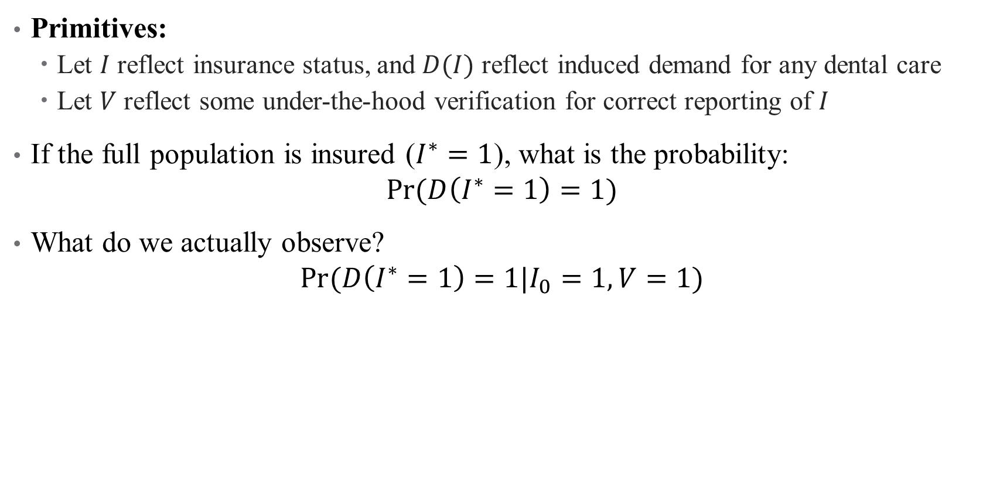 • Primitives:
• Let I reflect insurance status, and D(I) reflect induced demand for any dental care
• Let V reflect some under-the-hood verification for correct reporting of I
• If the full population is insured (I* = 1), what is the probability:
Pr(D(I* = 1) = 1)
• What do we actually observe?
Pr(D(I* = 1) = 1|I₀ = 1, V = 1)